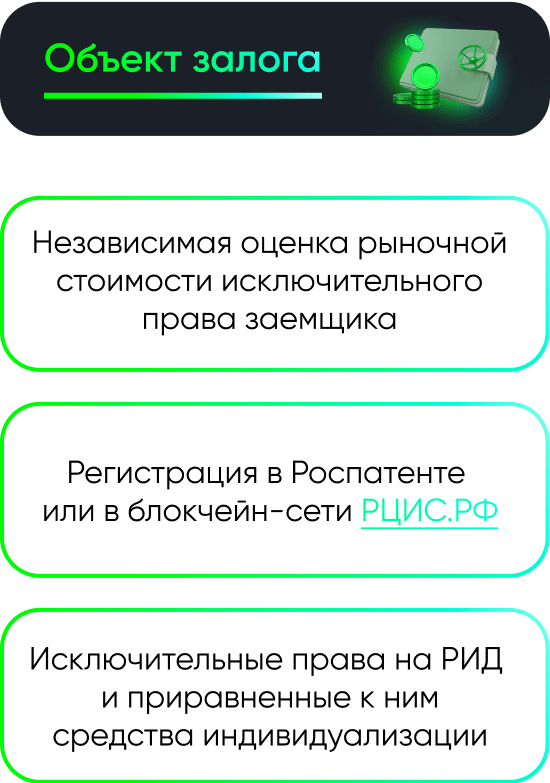 Объект залога
Независимая оценка рыночной
стоимости исключительного
права заемщика
Регистрация в Роспатенте
или в блокчейн-сети РЦИС.РФ
Исключительные права на РИД
и приравненные к ним
средства индивидуализации